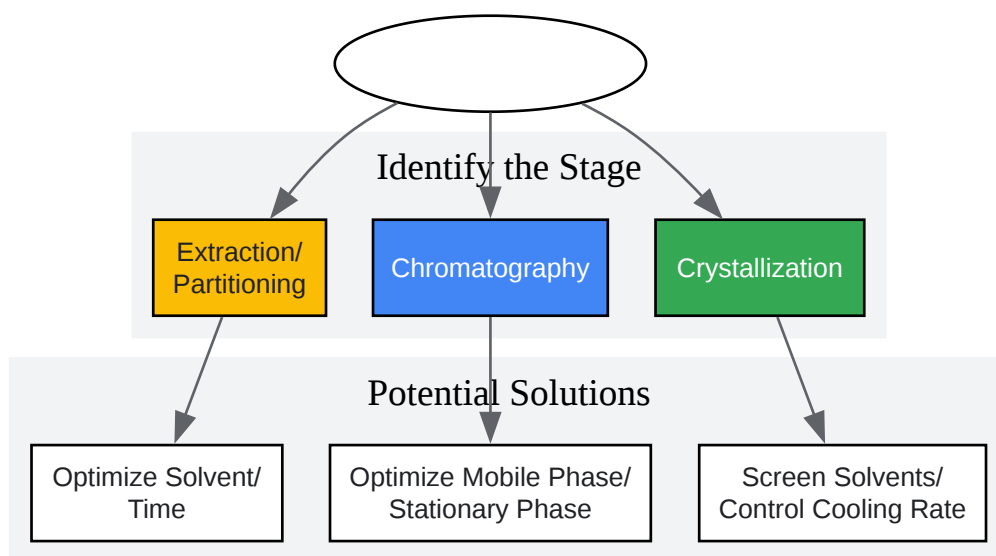 Identify the Stage
Extraction/
Partitioning
Chromatography
Crystallization
Potential Solutions
Optimize Solvent/
Time
Optimize Mobile Phase/
Stationary Phase
Screen Solvents/
Control Cooling Rate